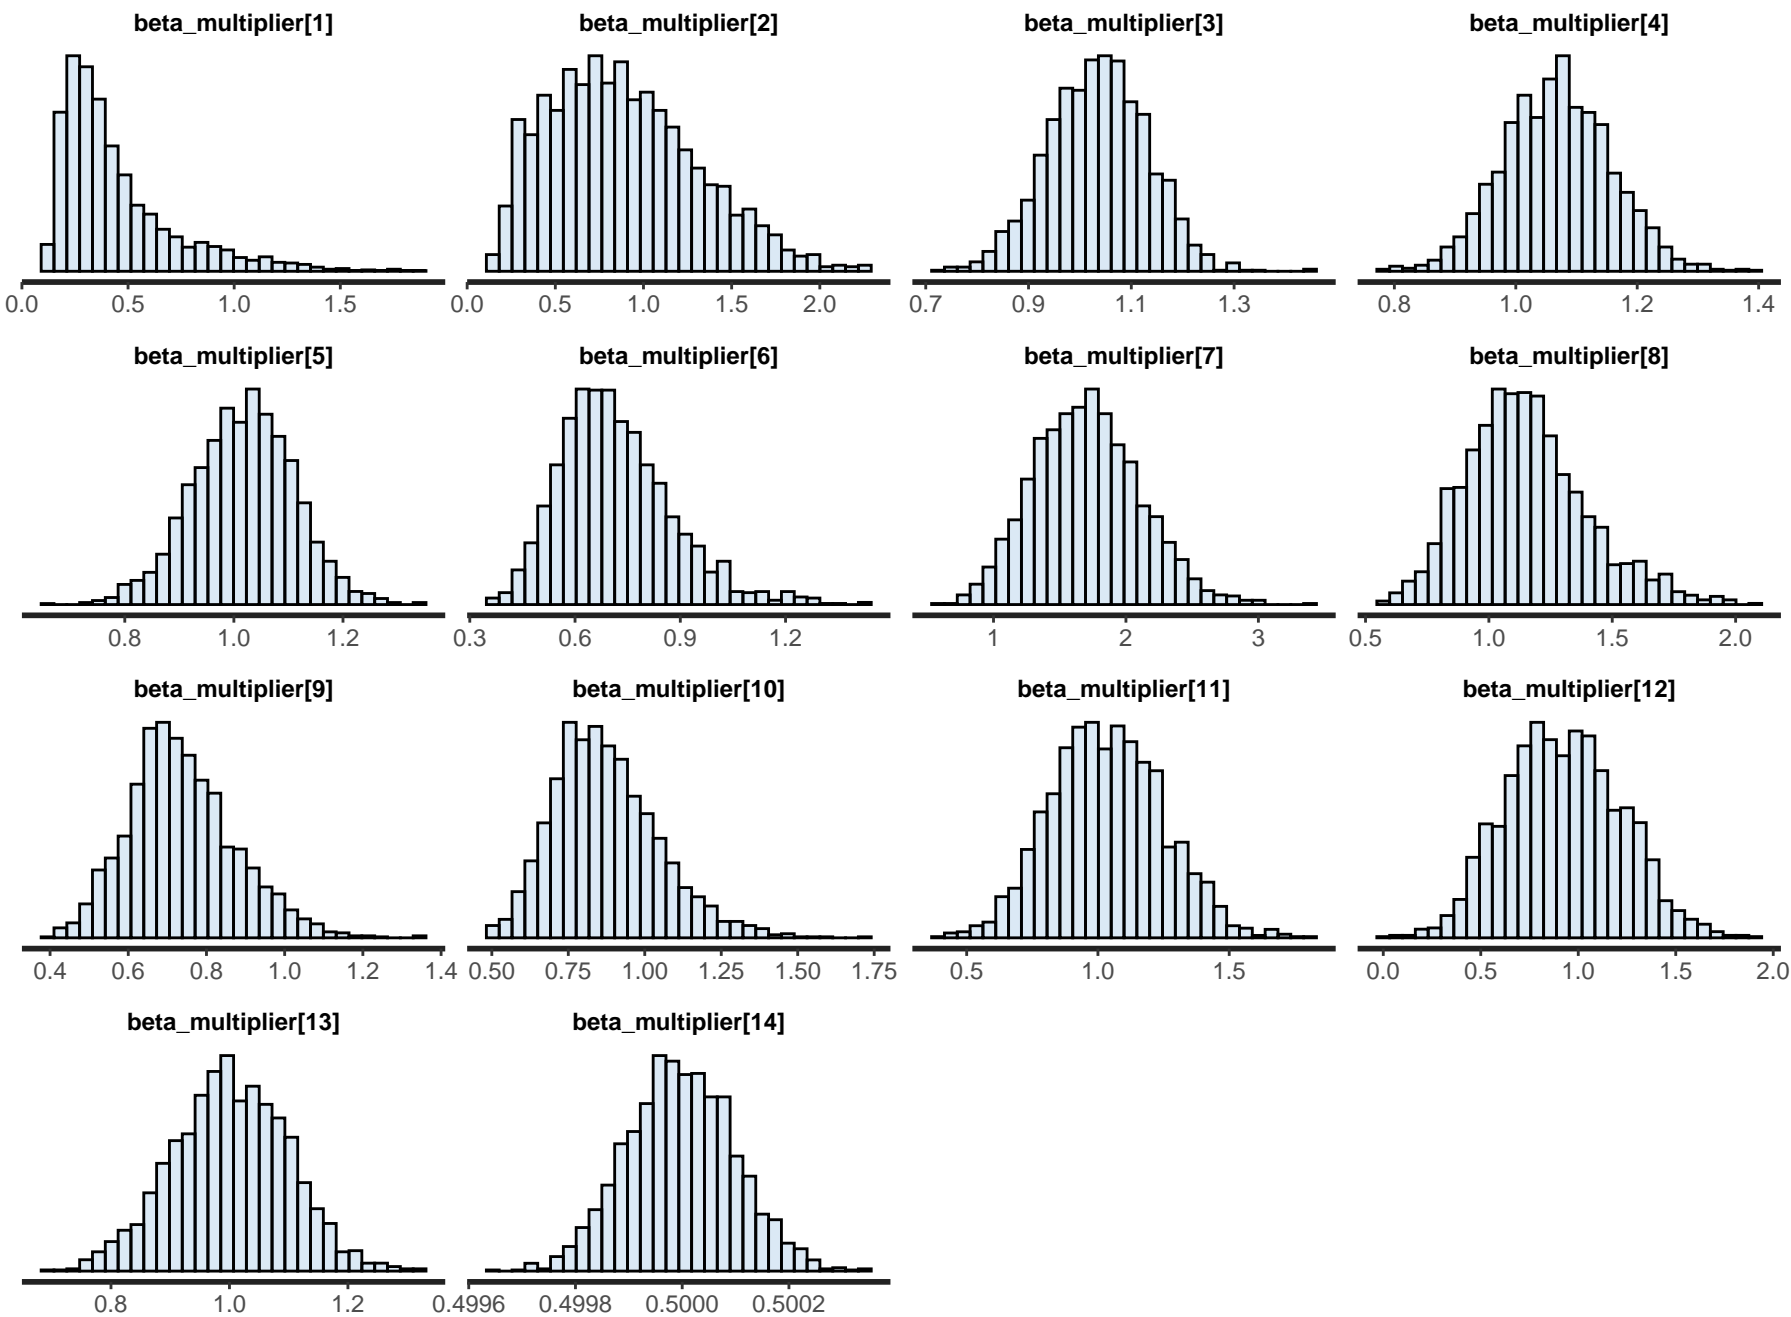 beta_multiplier[1] beta_multiplier[2] beta_multiplier[3] beta_multiplier[4]
0.0 0.5 1.0 1.5 0.0 0.5 1.0 1.5 2.0 0.7 0.9 1.1 1.3 0.8 1.0 1.2 1.4
beta_multiplier[5] beta_multiplier[6] beta_multiplier[7] beta_multiplier[8]
0.8 1.0 1.2 0.3 0.6 0.9 1.2 1 2 3 0.5 1.0 1.5 2.0
beta_multiplier[9] beta_multiplier[10] beta_multiplier[11] beta_multiplier[12]
0.4 0.6 0.8 1.0 1.2 1.4 0.50 0.75 1.00 1.25 1.50 1.75 0.5 1.0 1.5 0.0 0.5 1.0 1.5 2.0
beta_multiplier[13] beta_multiplier[14]
0.8 1.0 1.2 0.4996 0.4998 0.5000 0.5002